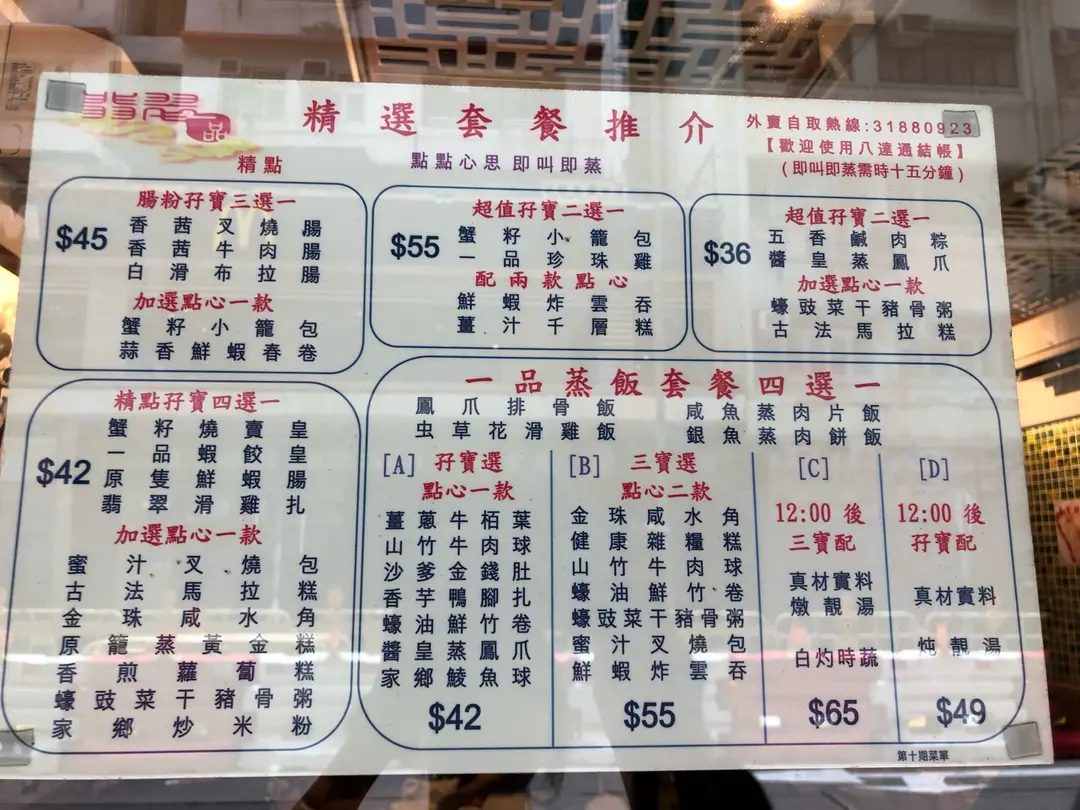 翡翠
一品
精選套餐推介
外賣自取熱線:31880923
【歡迎使用八達通結帳】
(即叫即蒸需時十五分鐘)
精點
點點心思 即叫即蒸
腸粉孖寶三選一
$45
香茜叉燒腸
香茜牛肉腸
白滑布拉腸
加選點心一款
蟹籽小籠包
蒜香鮮蝦春卷
超值孖寶二選一
$55
蟹籽小籠包
一品珍珠雞
配兩款點心
鮮蝦炸雲吞
薑汁千層糕
超值孖寶二選一
$36
五香鹹肉粽
醬皇蒸鳳爪
加選點心一款
蠔豉菜干豬骨粥
古法馬拉糕
精點孖寶四選一
$42
蟹籽燒賣皇
一品蝦餃皇
原隻鮮蝦腸
翡翠滑雞扎
加選點心一款
蜜汁叉燒包
古法馬拉糕
金珠咸水角
原籠蒸黃金糕
香煎蘿蔔糕
蠔豉菜干豬骨粥
家鄉炒米粉
一品蒸飯套餐四選一
鳳爪排骨飯 咸魚蒸肉片飯
虫草花滑雞飯 銀魚蒸肉餅飯
[A] 孖寶選
點心一款
薑蔥牛栢葉
山竹牛肉球
沙爹金錢肚
香芋鴨腳扎
蠔油鮮竹卷
醬皇蒸鳳爪
家鄉鯪魚球
$42
[B] 三寶選
點心二款
金珠咸水角
健康雜糧糕
山竹牛肉球
蠔油鮮竹卷
蠔豉菜干豬骨粥
蜜汁叉燒包
鮮蝦炸雲吞
$55
[C]
12:00 後
三寶配
真材實料
燉靚湯
白灼時蔬
$65
[D]
12:00 後
孖寶配
真材實料
炖靚湯
$49
第十期菜單